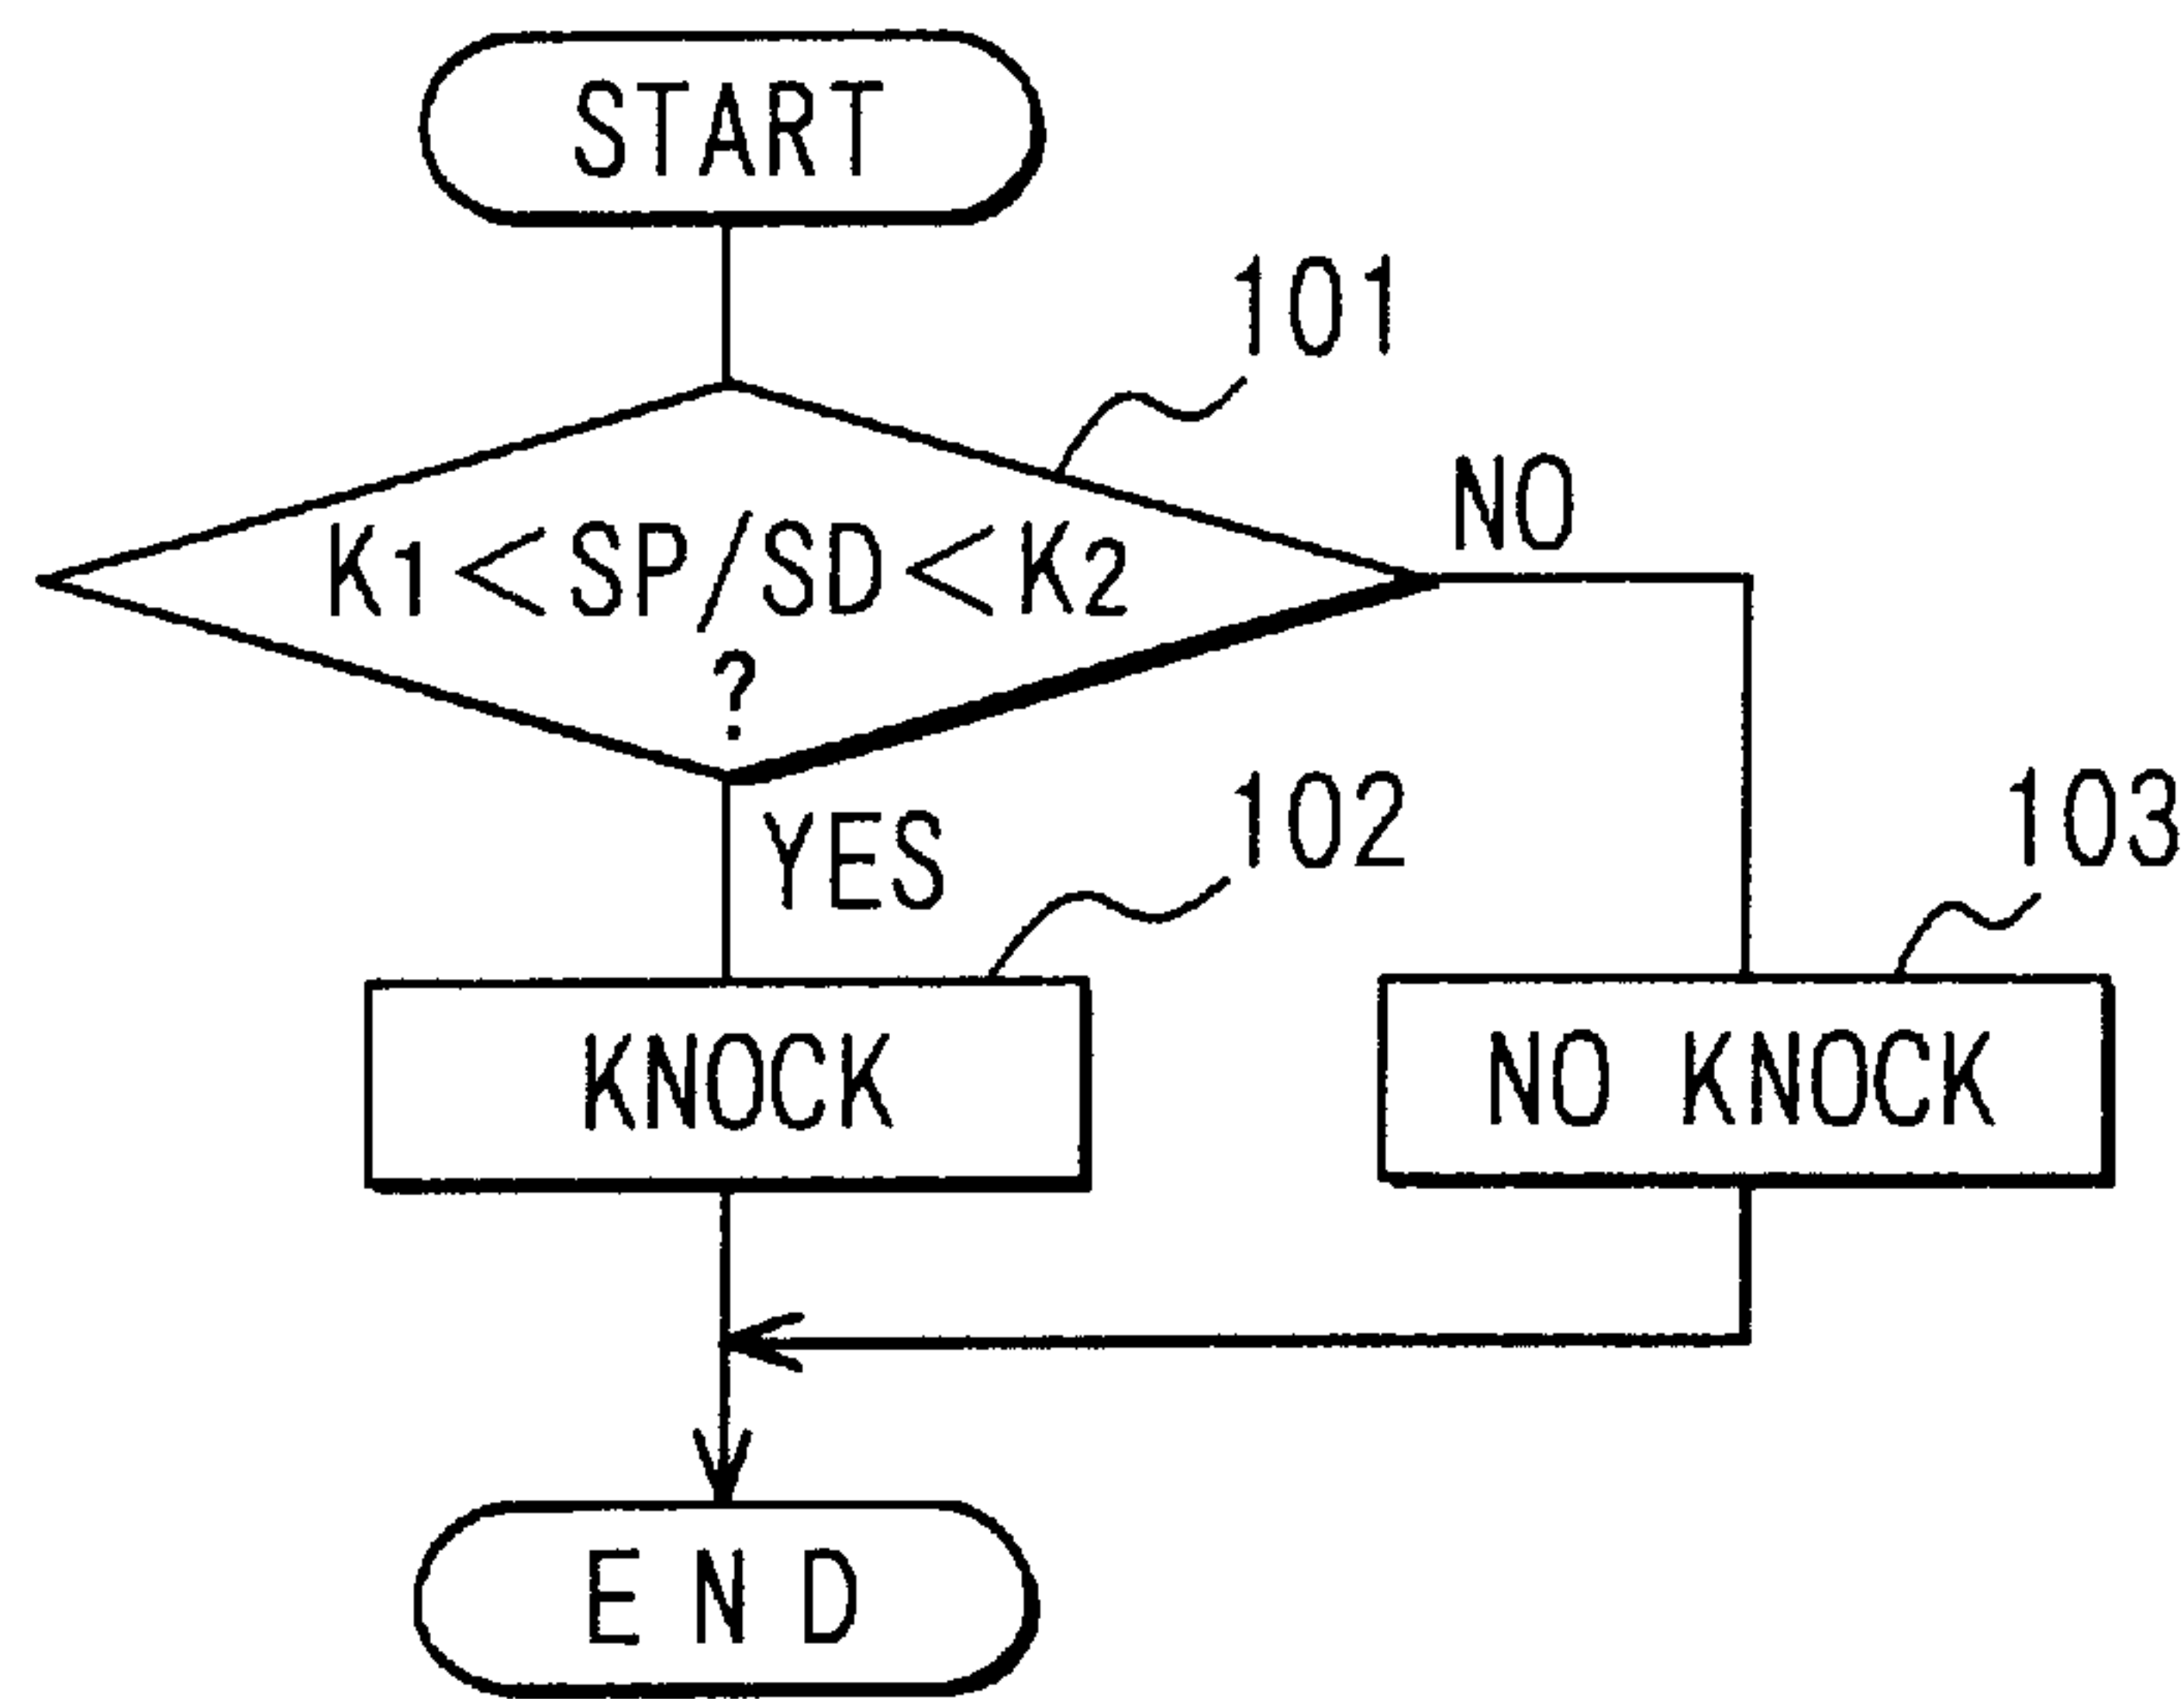 START
101
NO
K1<SP/SD<K2
?
YES
102
103
KNOCK
NO KNOCK
END